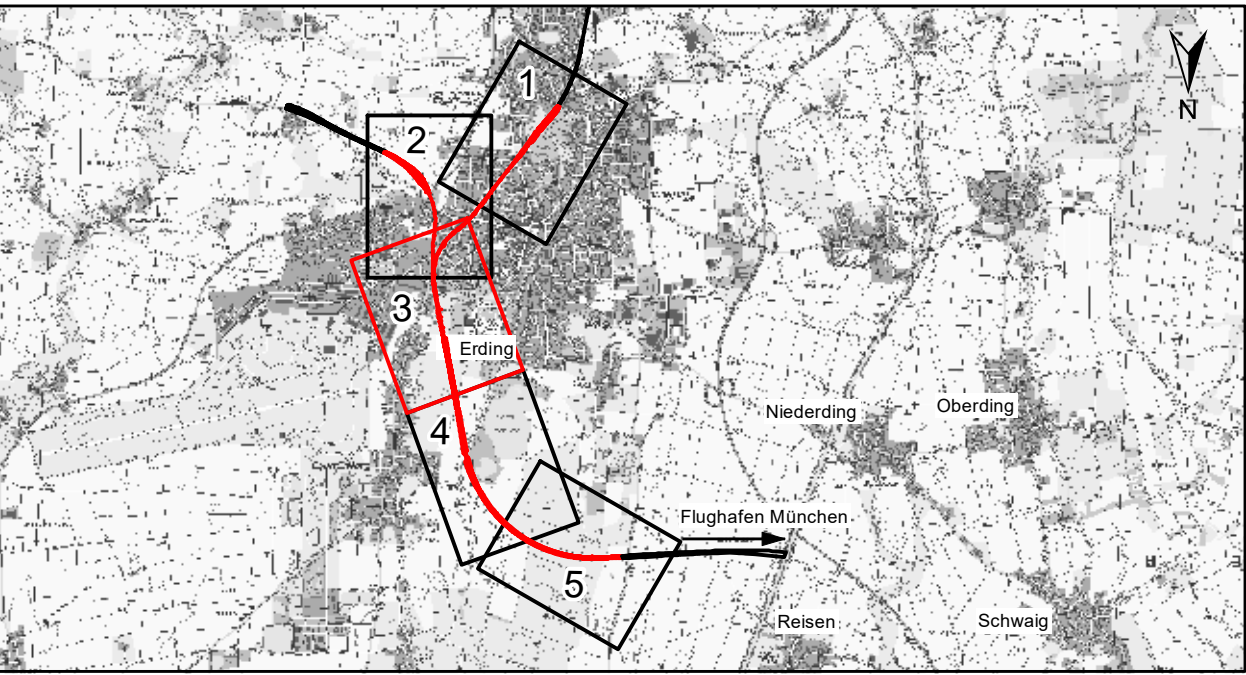 1
N
2
3
Erding
Niederding
Oberding
4
Flughafen München
5
Reisen
Schwaig